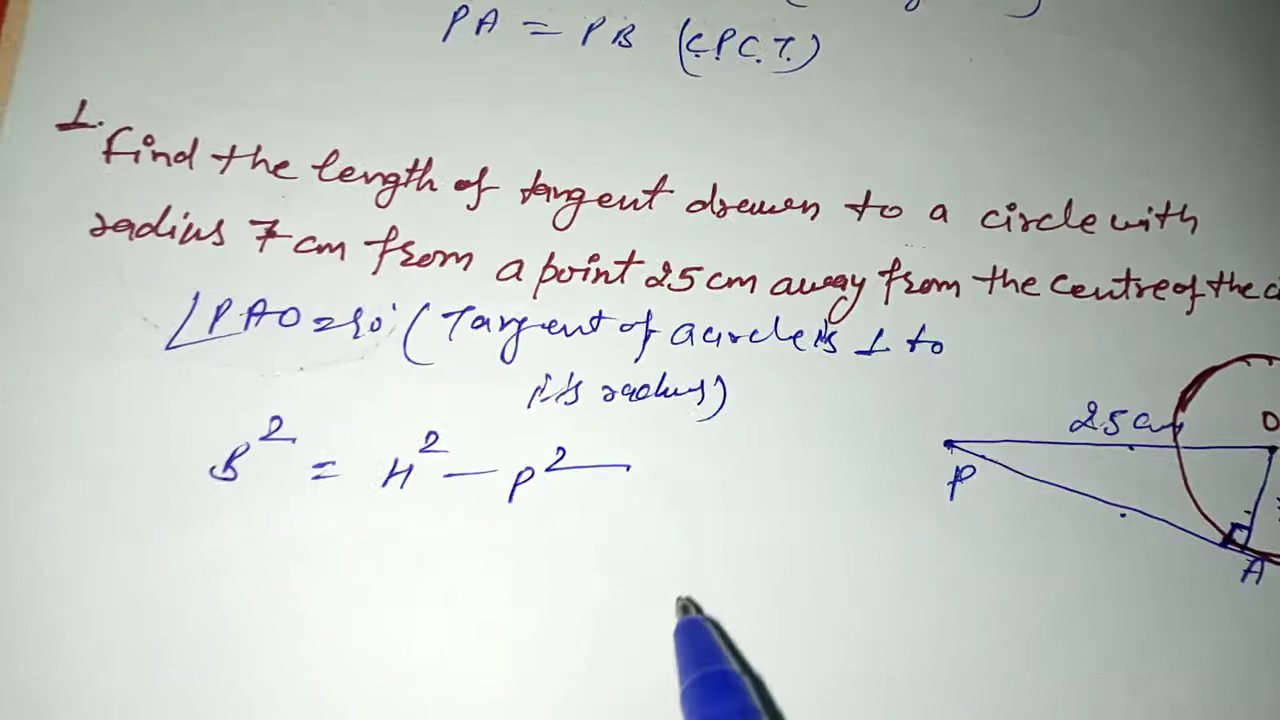 PA = PB (C.P.C.T.)
1.
Find the length of tangent drawn to a circle with
radius 7 cm from a point 25 cm away from the centre of the
∠PAO = 90° (Tangent of a circle is ⊥ to
its radius)
B² = H² - P²
25 cm
O
P
A